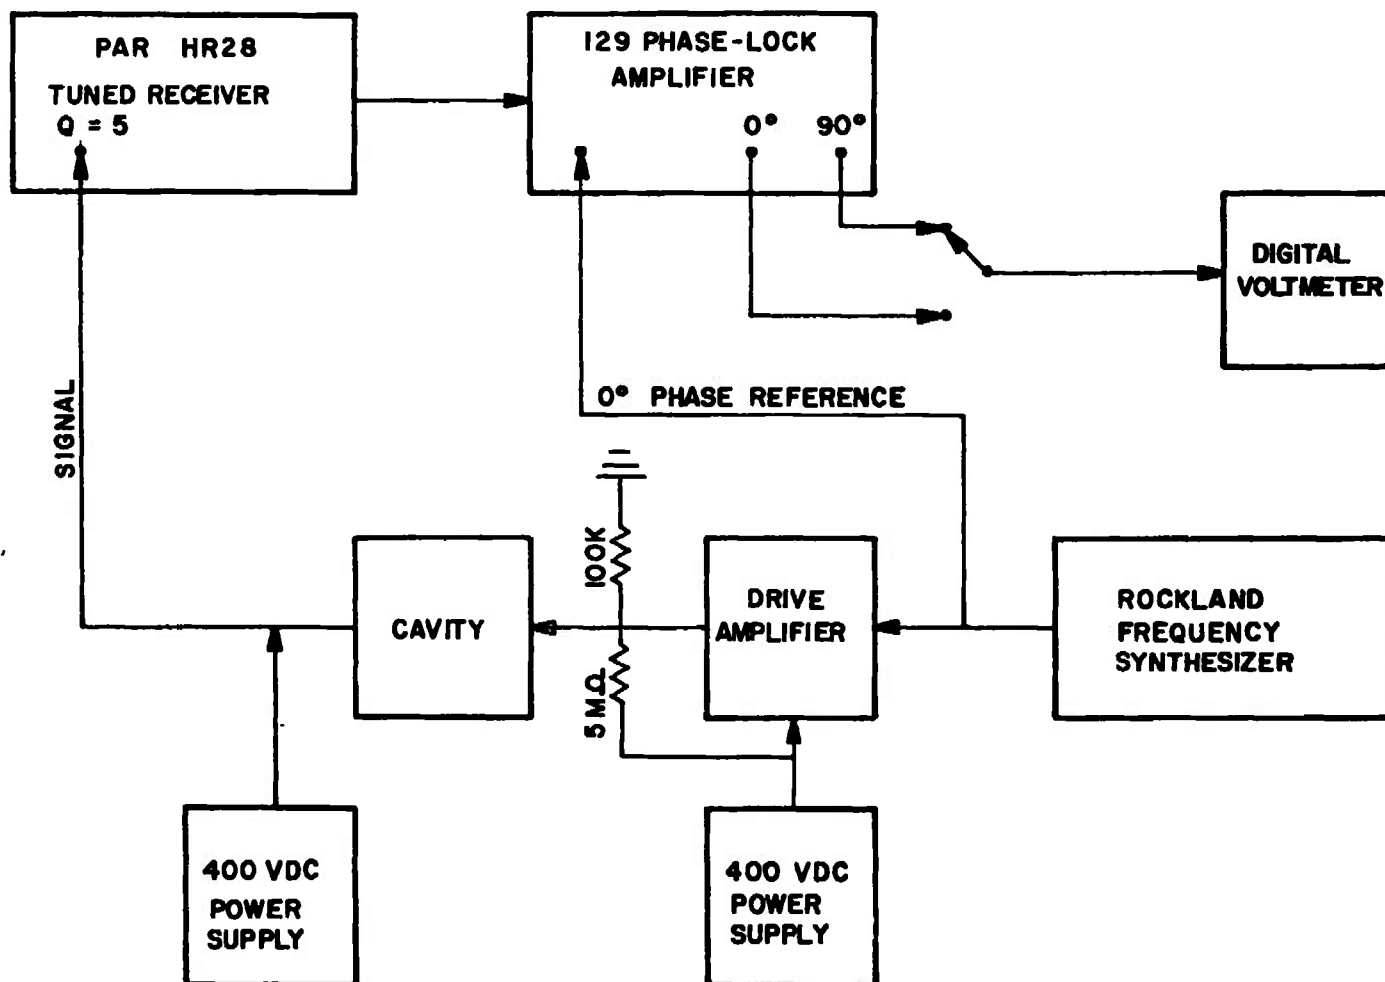 PAR HR28
TUNED RECEIVER
Q = 5
129 PHASE-LOCK
AMPLIFIER
0° 90°
DIGITAL
VOLTMETER
SIGNAL
0° PHASE REFERENCE
100K
5 MΩ
CAVITY
DRIVE
AMPLIFIER
ROCKLAND
FREQUENCY
SYNTHESIZER
400 VDC
POWER
SUPPLY
400 VDC
POWER
SUPPLY